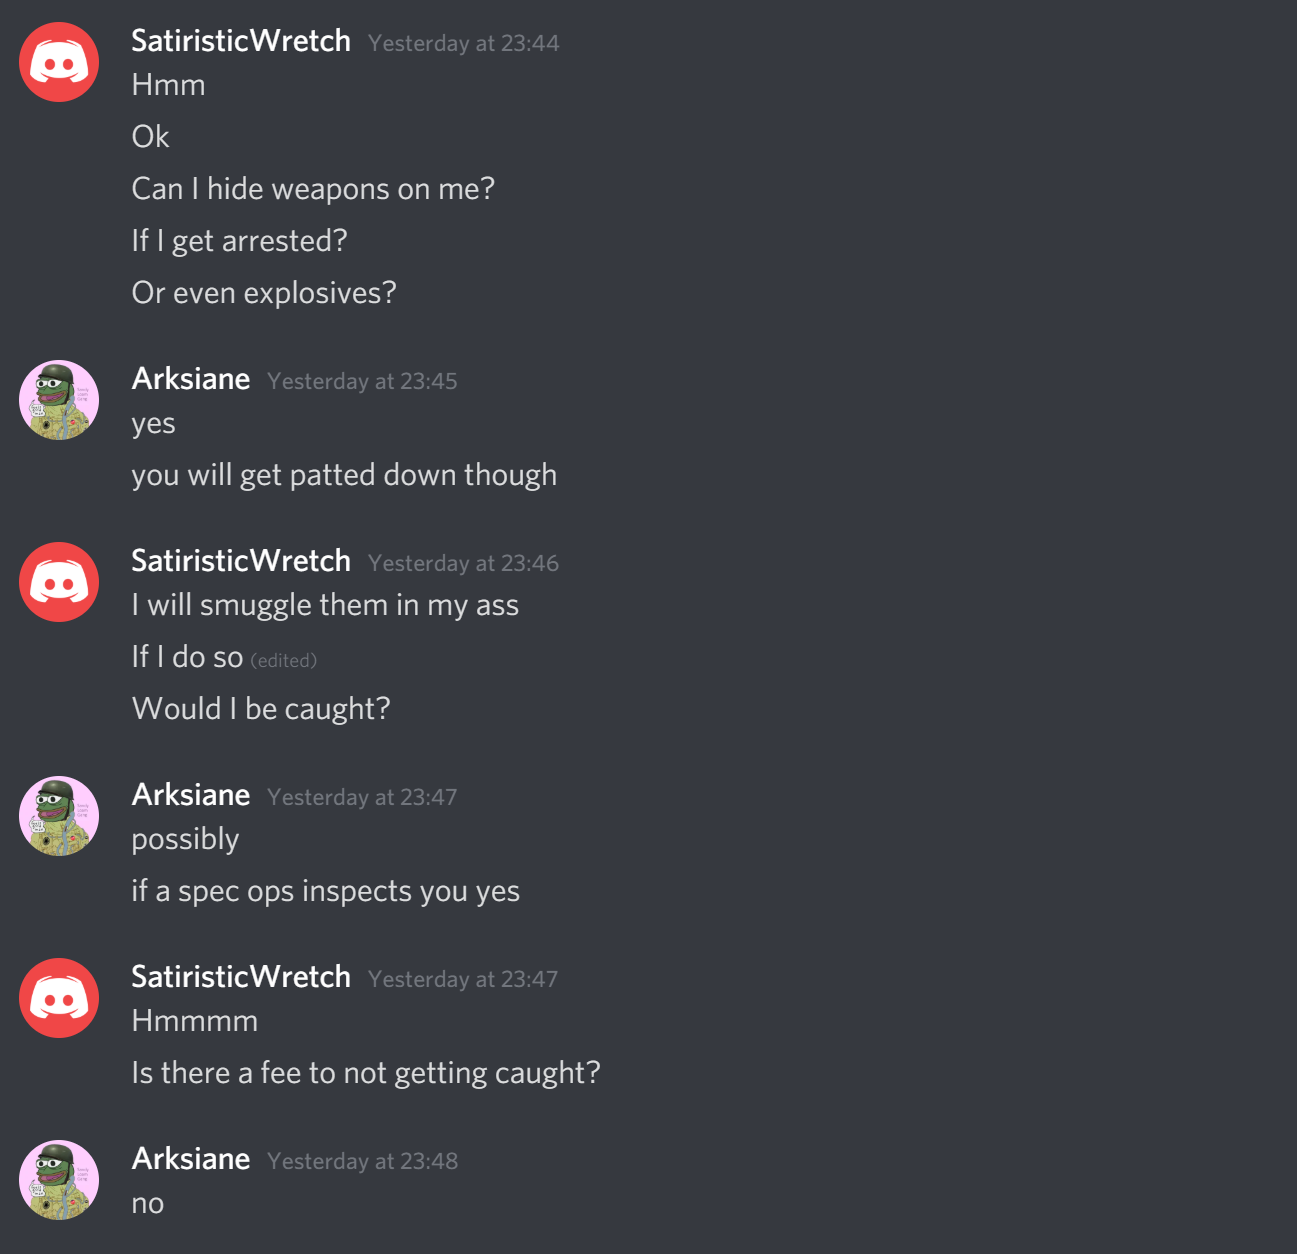 SatiristicWretch Yesterday at 23:44
Hmm
Ok
Can I hide weapons on me?
If I get arrested?
Or even explosives?
Arksiane Yesterday at 23:45
yes
you will get patted down though
SatiristicWretch Yesterday at 23:46
I will smuggle them in my ass
If I do so (edited)
Would I be caught?
Arksiane Yesterday at 23:47
possibly
if a spec ops inspects you yes
SatiristicWretch Yesterday at 23:47
Hmmmm
Is there a fee to not getting caught?
Arksiane Yesterday at 23:48
no